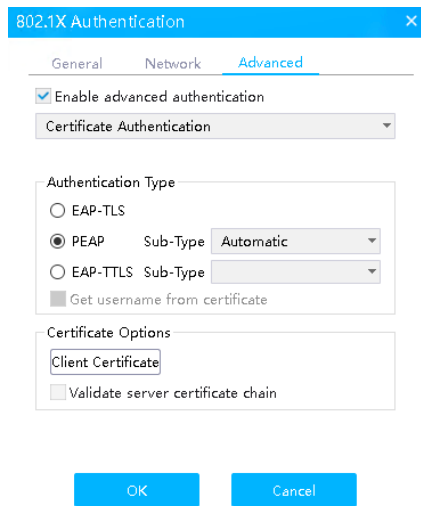 802.1X Authentication
General Network Advanced
Enable advanced authentication
Certificate Authentication
Authentication Type
EAP-TLS
PEAP Sub-Type Automatic
EAP-TTLS Sub-Type
Get username from certificate
Certificate Options
Client Certificate
Validate server certificate chain
OK Cancel